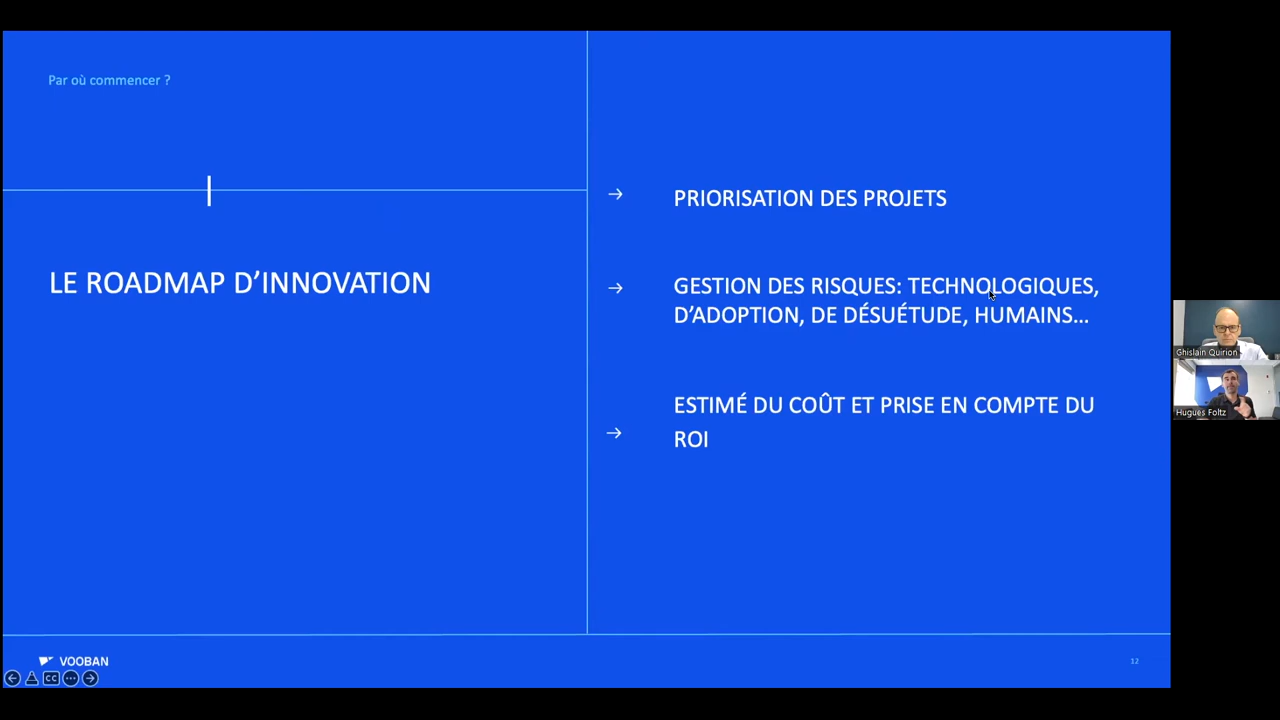 Par où commencer ?
LE ROADMAP D’INNOVATION
PRIORISATION DES PROJETS
GESTION DES RISQUES: TECHNOLOGIQUES,
D’ADOPTION, DE DÉSUÉTUDE, HUMAINS...
ESTIMÉ DU COÛT ET PRISE EN COMPTE DU
ROI
Ghislain Quirion
Hugues Foltz
VOOBAN
12
CC